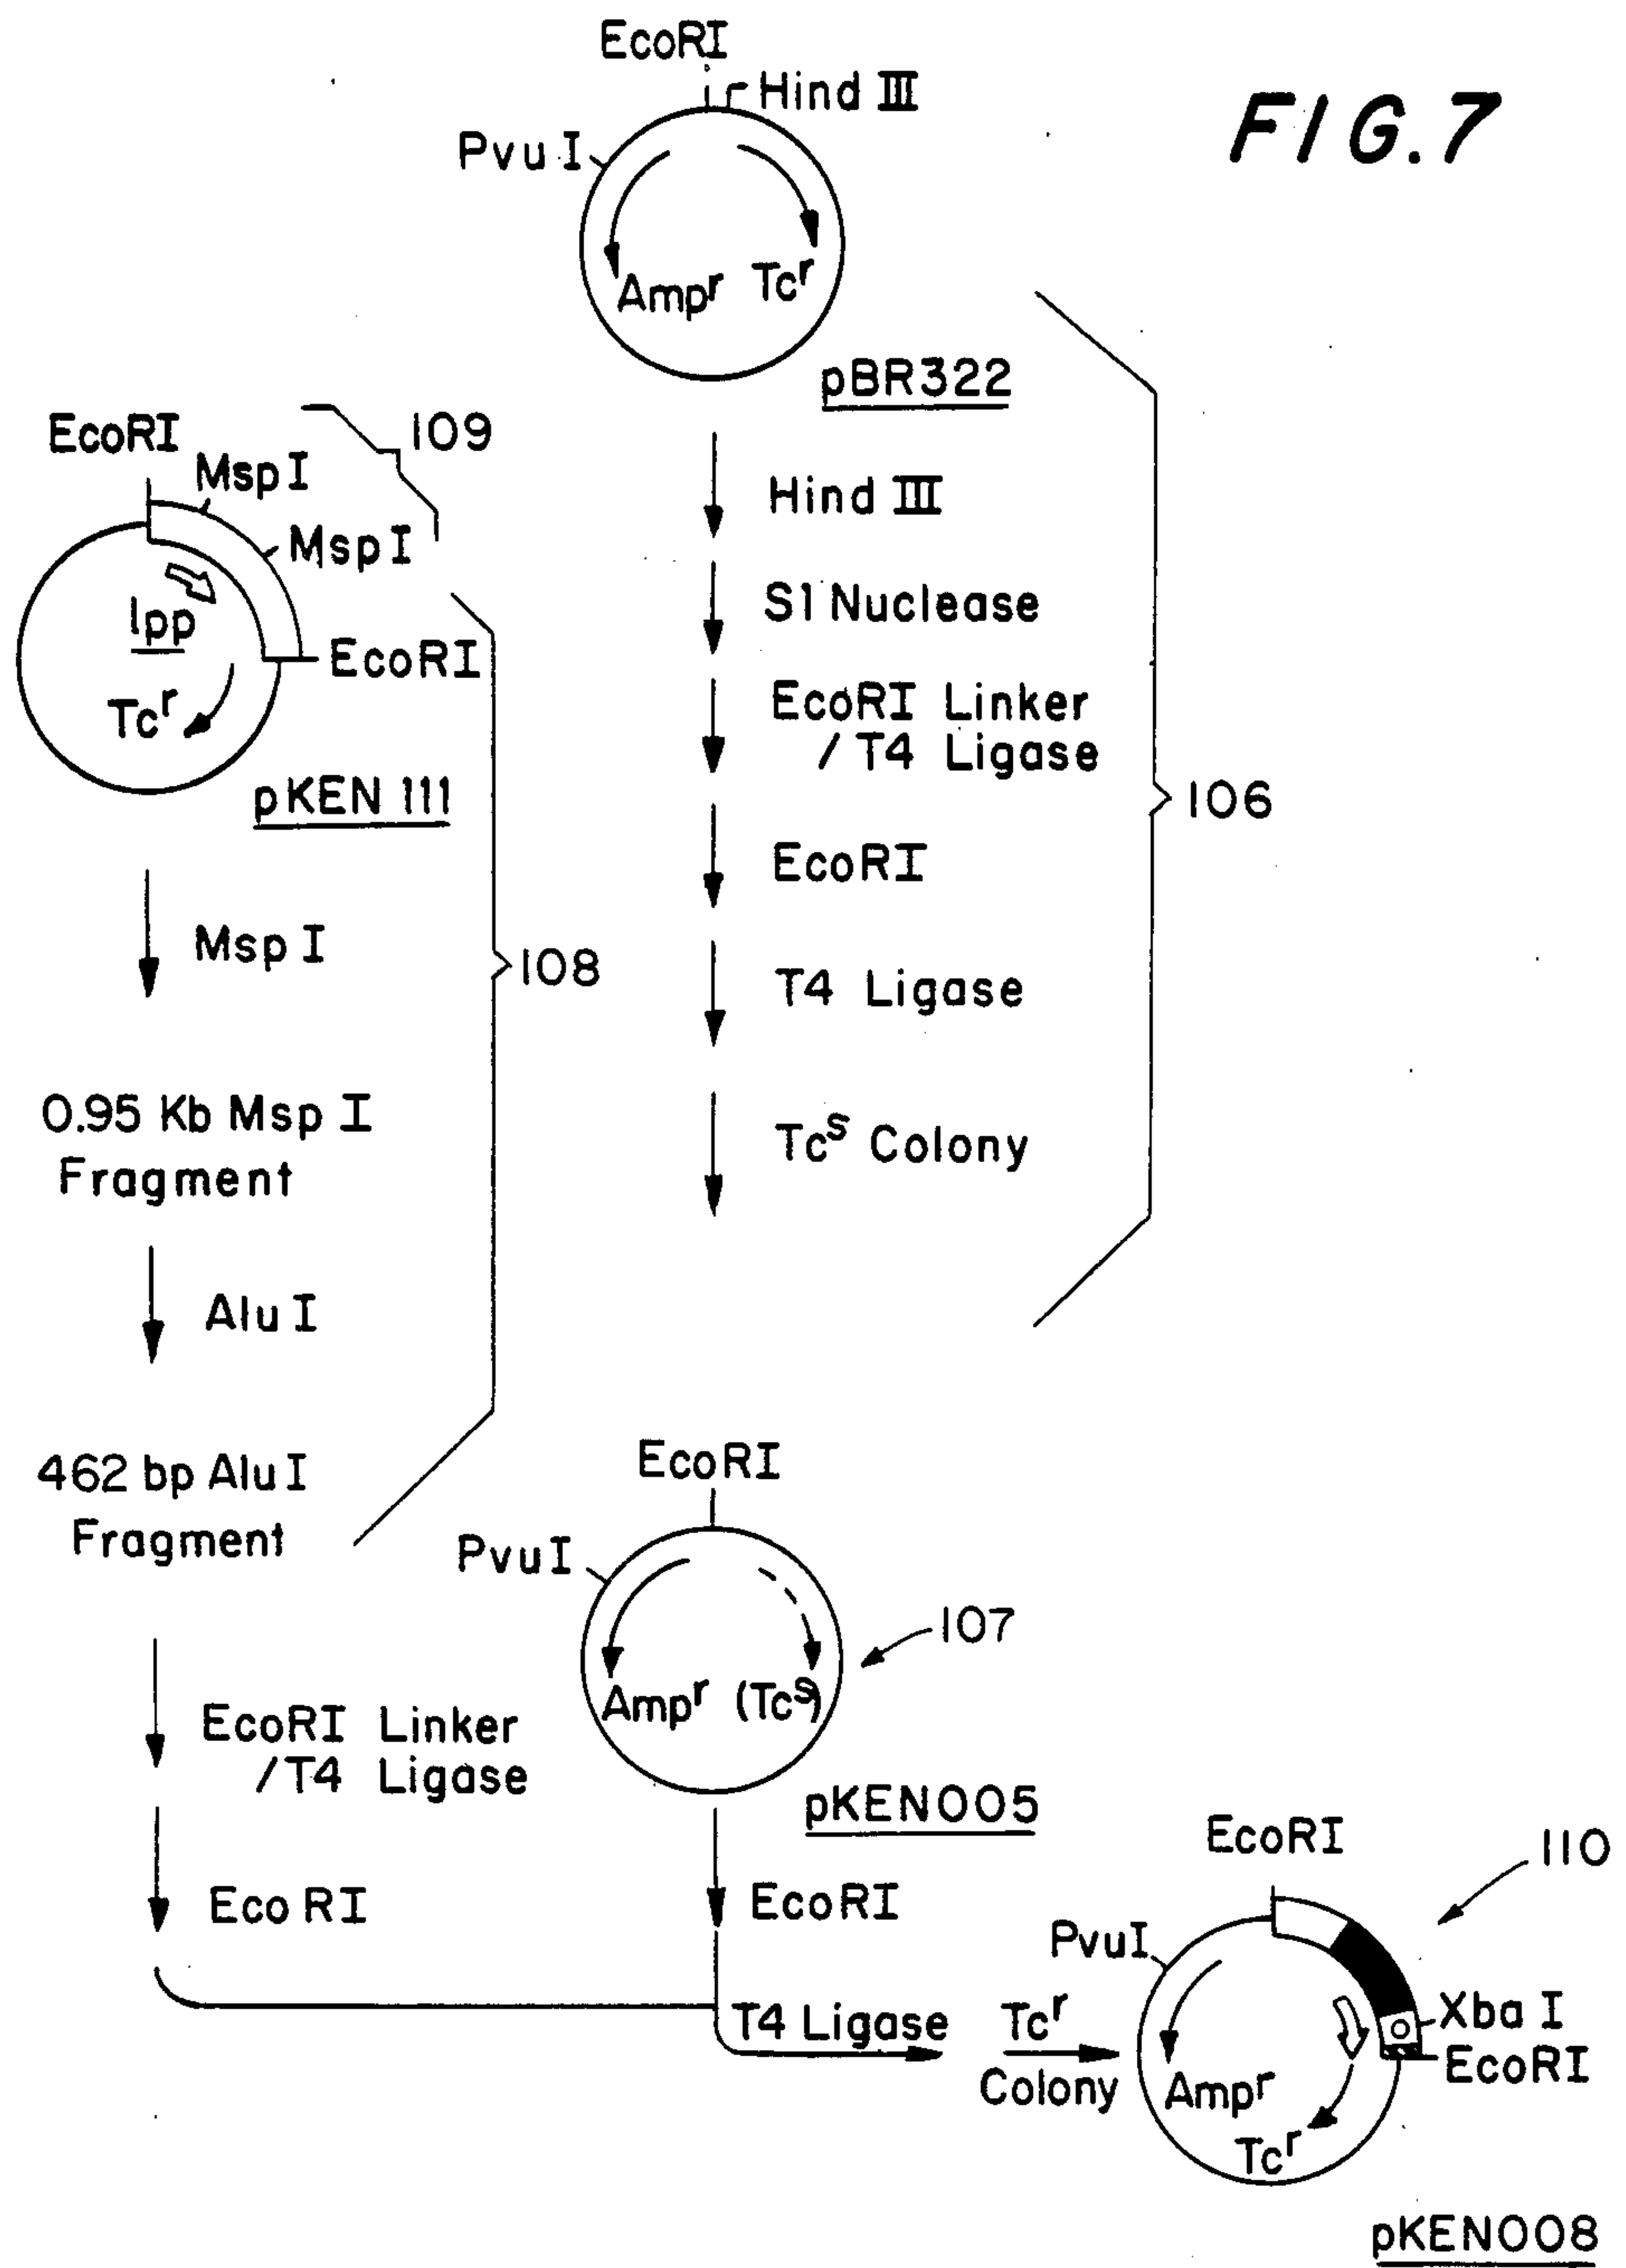 FIG.7
EcoRI
Hind III
PvuI
Ampr Tcr
pBR322
Hind III
S1 Nuclease
EcoRI Linker
/ T4 Ligase
EcoRI
T4 Ligase
Tcs Colony
106
EcoRI
109
MspI
MspI
lpp
EcoRI
Tcr
pKEN 111
Msp I
108
0.95 Kb Msp I
Fragment
Alu I
462 bp Alu I
Fragment
EcoRI Linker
/T4 Ligase
Eco RI
EcoRI
PvuI
107
Ampr (Tcs)
pKEN005
EcoRI
T4 Ligase
Tcr
Colony
EcoRI
110
PvuI
Xba I
EcoRI
Ampr
Tcr
pKEN008